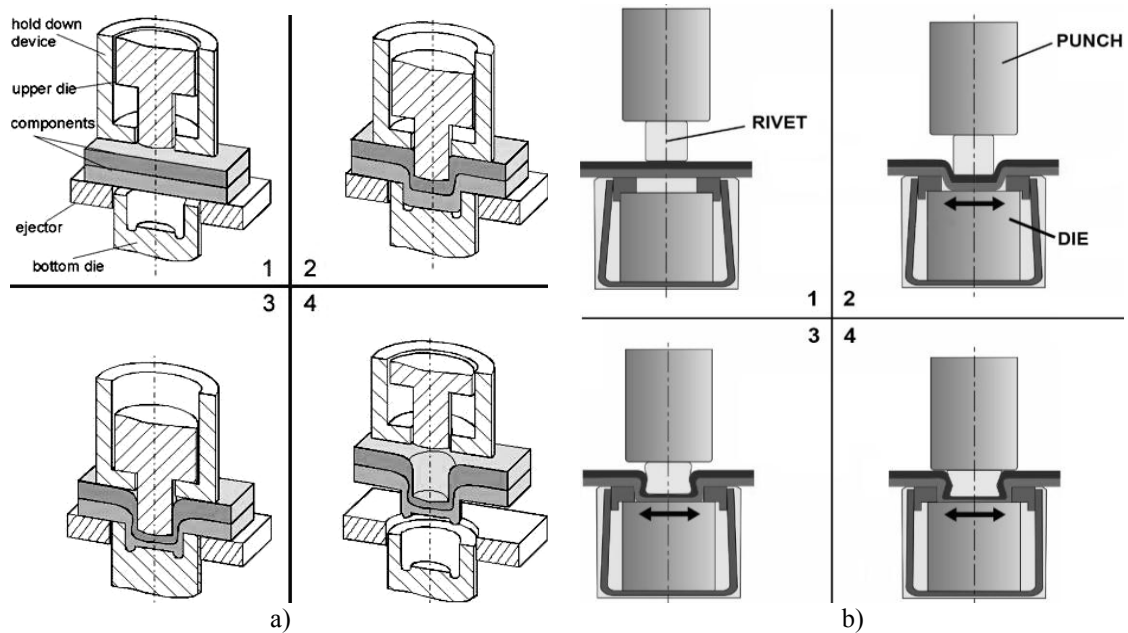 hold down
device
upper die
components
ejector
bottom die
1
2
3
4
a)
PUNCH
RIVET
DIE
1
2
3
4
b)